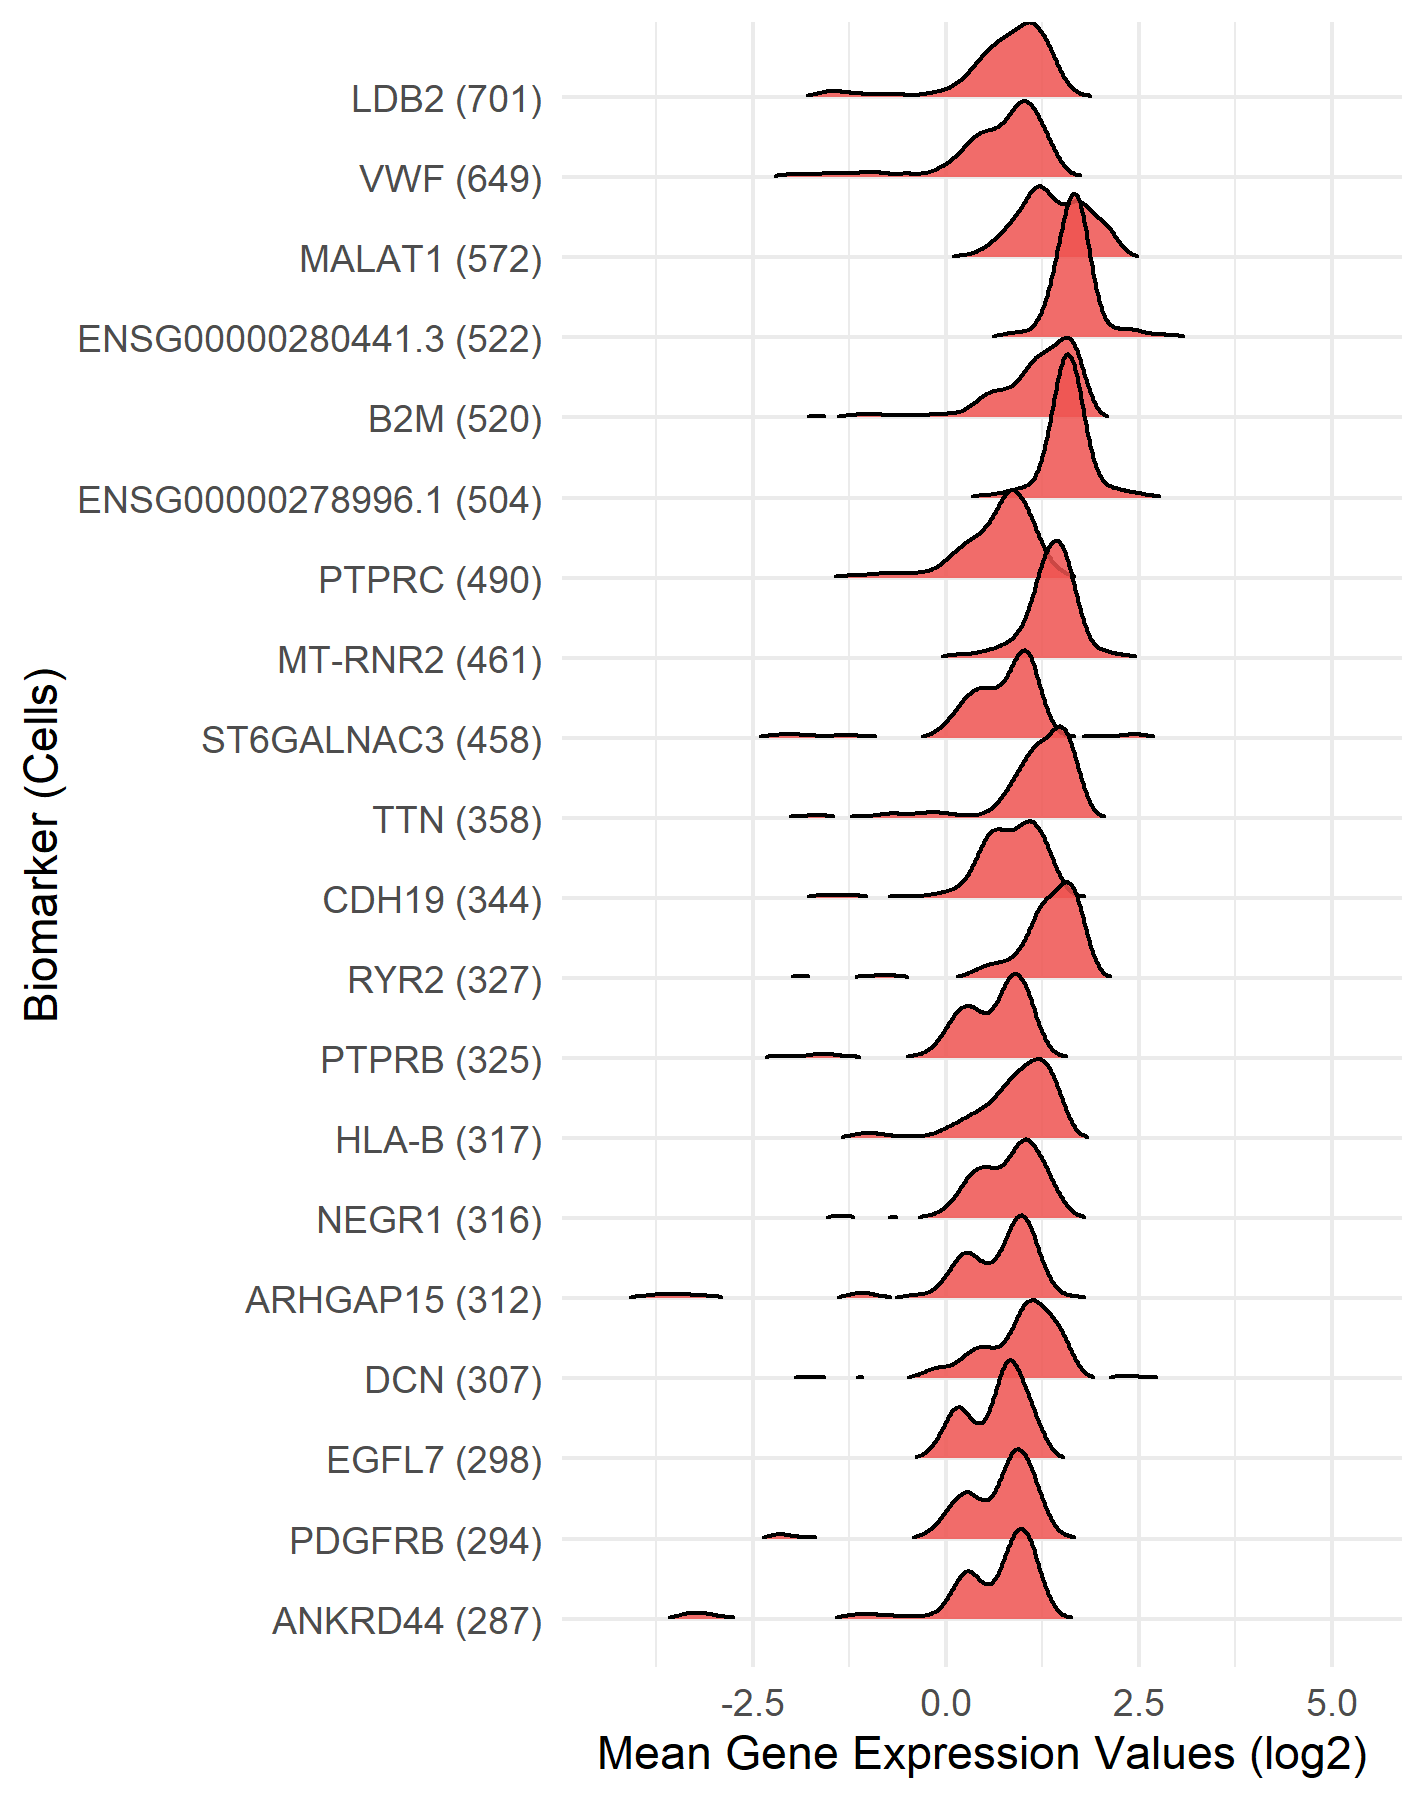 LDB2 (701)
VWF (649)
MALAT1 (572)
ENSG00000280441.3 (522)
B2M (520)
ENSG00000278996.1 (504)
PTPRC (490)
MT-RNR2 (461)
ST6GALNAC3 (458)
TTN (358)
CDH19 (344)
RYR2 (327)
PTPRB (325)
HLA-B (317)
NEGR1 (316)
ARHGAP15 (312)
DCN (307)
EGFL7 (298)
PDGFRB (294)
ANKRD44 (287)
Biomarker (Cells)
-2.5 0.0 2.5 5.0
Mean Gene Expression Values (log2)